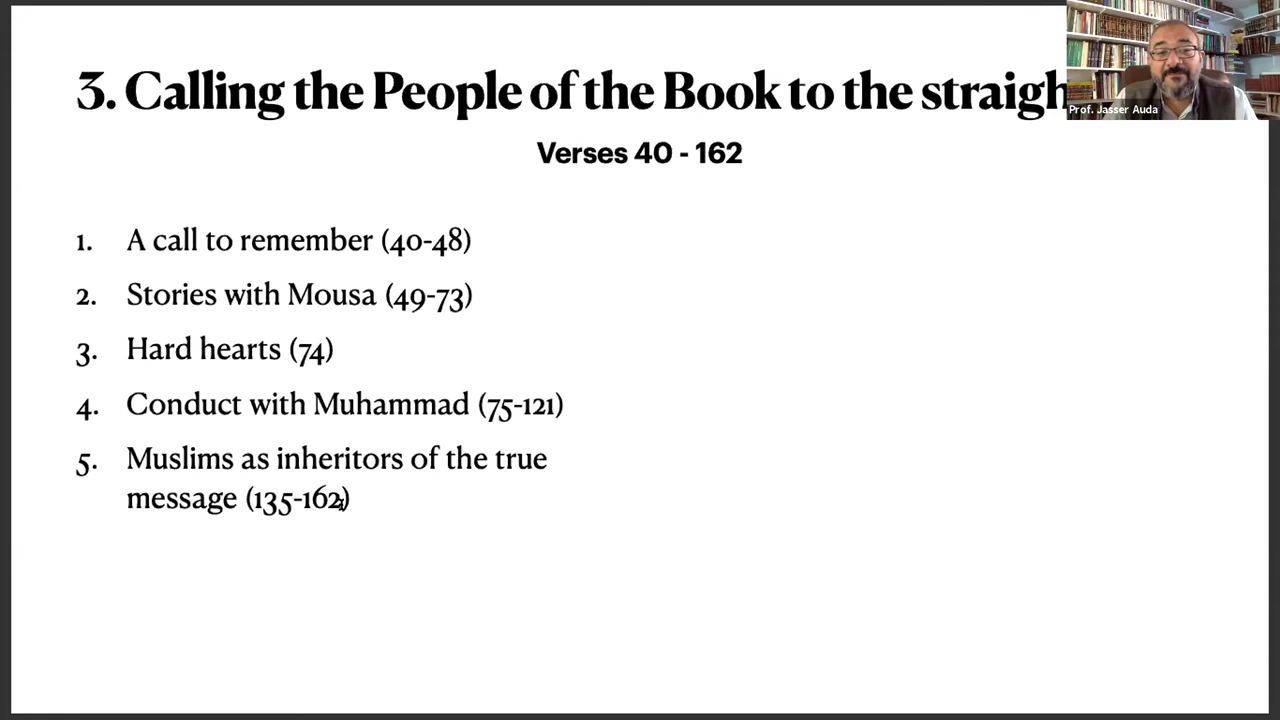 3. Calling the People of the Book to the
Prof. Jasser Auda
Verses 40 - 162
1. A call to remember (40-48)
2. Stories with Mousa (49-73)
3. Hard hearts (74)
4. Conduct with Muhammad (75-121)
5. Muslims as inheritors of the true
message (135-162)